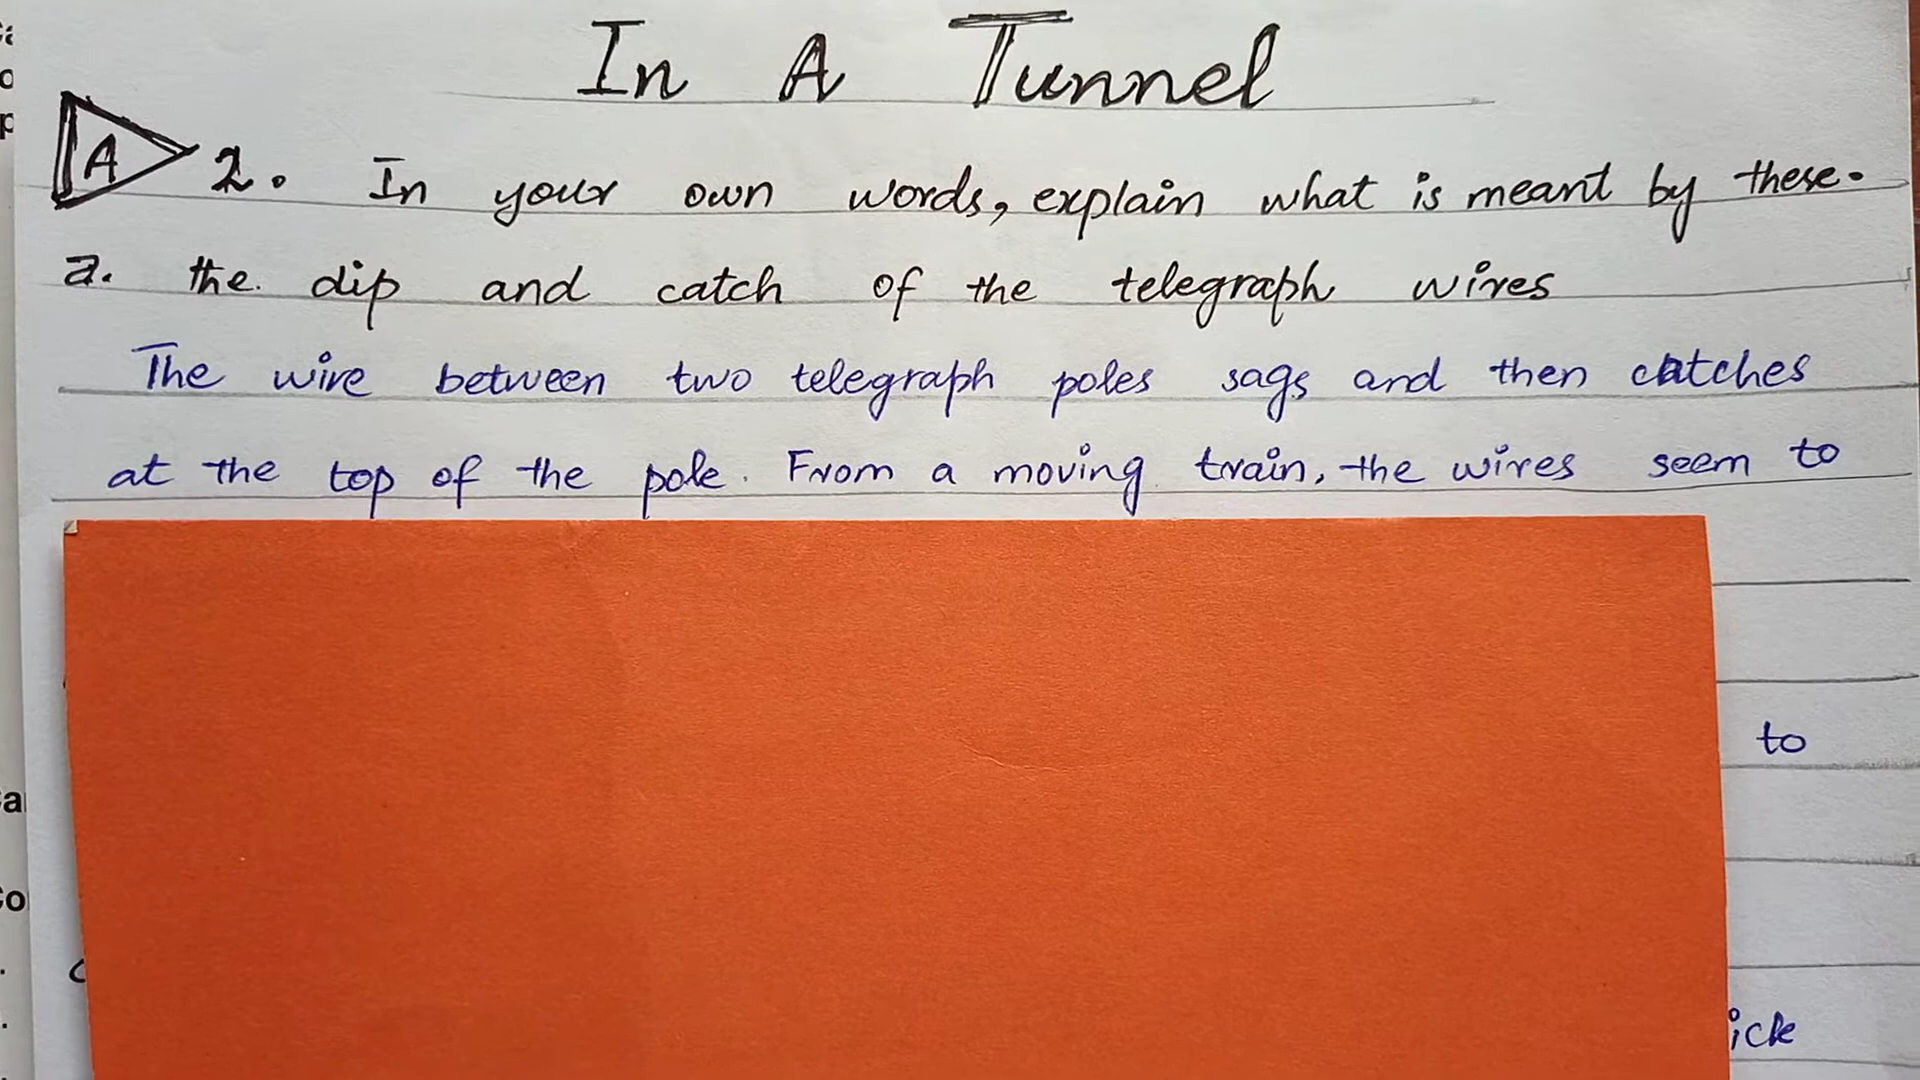 In A Tunnel
A 2. In your own words, explain what is meant by these.
a. the dip and catch of the telegraph wires
The wire between two telegraph poles sags and then catches
at the top of the pole. From a moving train, the wires seem to
to